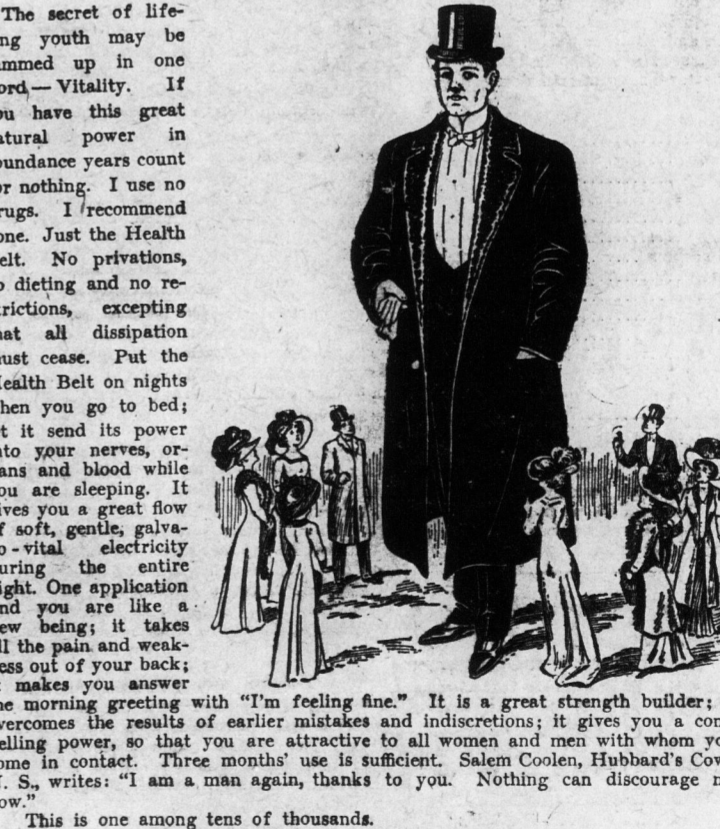 The secret of life-
ng youth may be
mmed up in one
ord,— Vitality. If
ou have this great
atural power in
bundance years count
or nothing. I use no
rugs. I recommend
one. Just the Health
elt. No privations,
o dieting and no re-
trictions, excepting
hat all dissipation
ust cease. Put the
ealth Belt on nights
hen you go to bed;
t it send its power
nto your nerves, or-
ans and blood while
ou are sleeping. It
ives you a great flow
f soft, gentle, galva-
o-vital electricity
uring the entire
ight. One application
nd you are like a
ew being; it takes
ll the pain and weak-
ess out of your back;
t makes you answer
he morning greeting with "I'm feeling fine." It is a great strength builder;
vercomes the results of earlier mistakes and indiscretions; it gives you a com
elling power, so that you are attractive to all women and men with whom yo
ome in contact. Three months' use is sufficient. Salem Coolen, Hubbard's Cov
. S., writes: "I am a man again, thanks to you. Nothing can discourage m
ow."
This is one among tens of thousands.